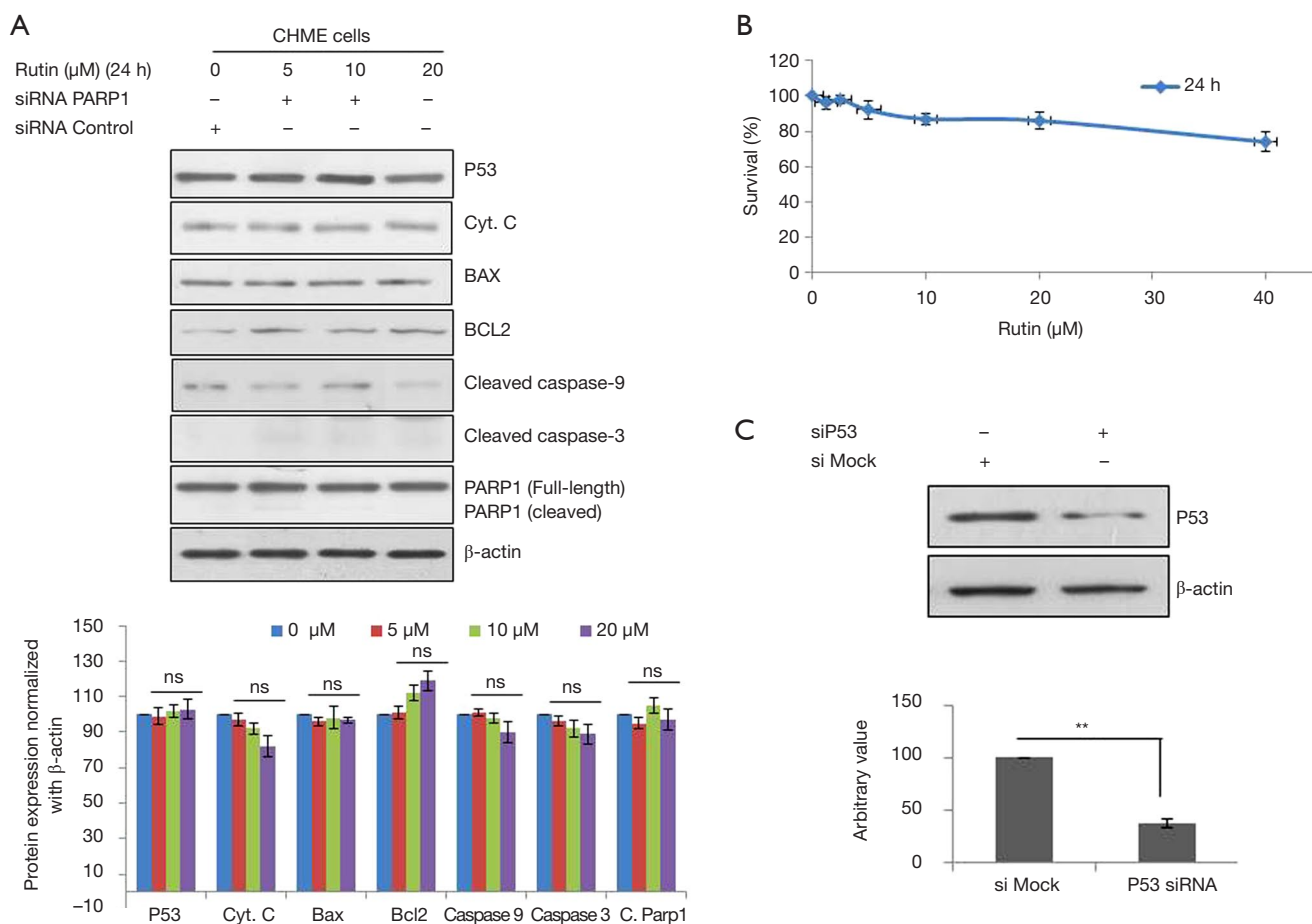 A
CHME cells
Rutin (µM) (24 h) 0 5 10 20
siRNA PARP1 – + + –
siRNA Control + – – –
P53
Cyt. C
BAX
BCL2
Cleaved caspase-9
Cleaved caspase-3
PARP1 (Full-length)
PARP1 (cleaved)
β-actin
Protein expression normalized
with β-actin
150
130
110
90
70
50
30
10
–10
0 µM 5 µM 10 µM 20 µM
ns ns ns ns ns ns ns
P53 Cyt. C Bax Bcl2 Caspase 9 Caspase 3 C. Parp1
B
Survival (%)
120
100
80
60
40
20
0
24 h
0 10 20 30 40
Rutin (µM)
C
siP53 – +
si Mock + –
P53
β-actin
Arbitrary value
150
100
50
0
**
si Mock P53 siRNA